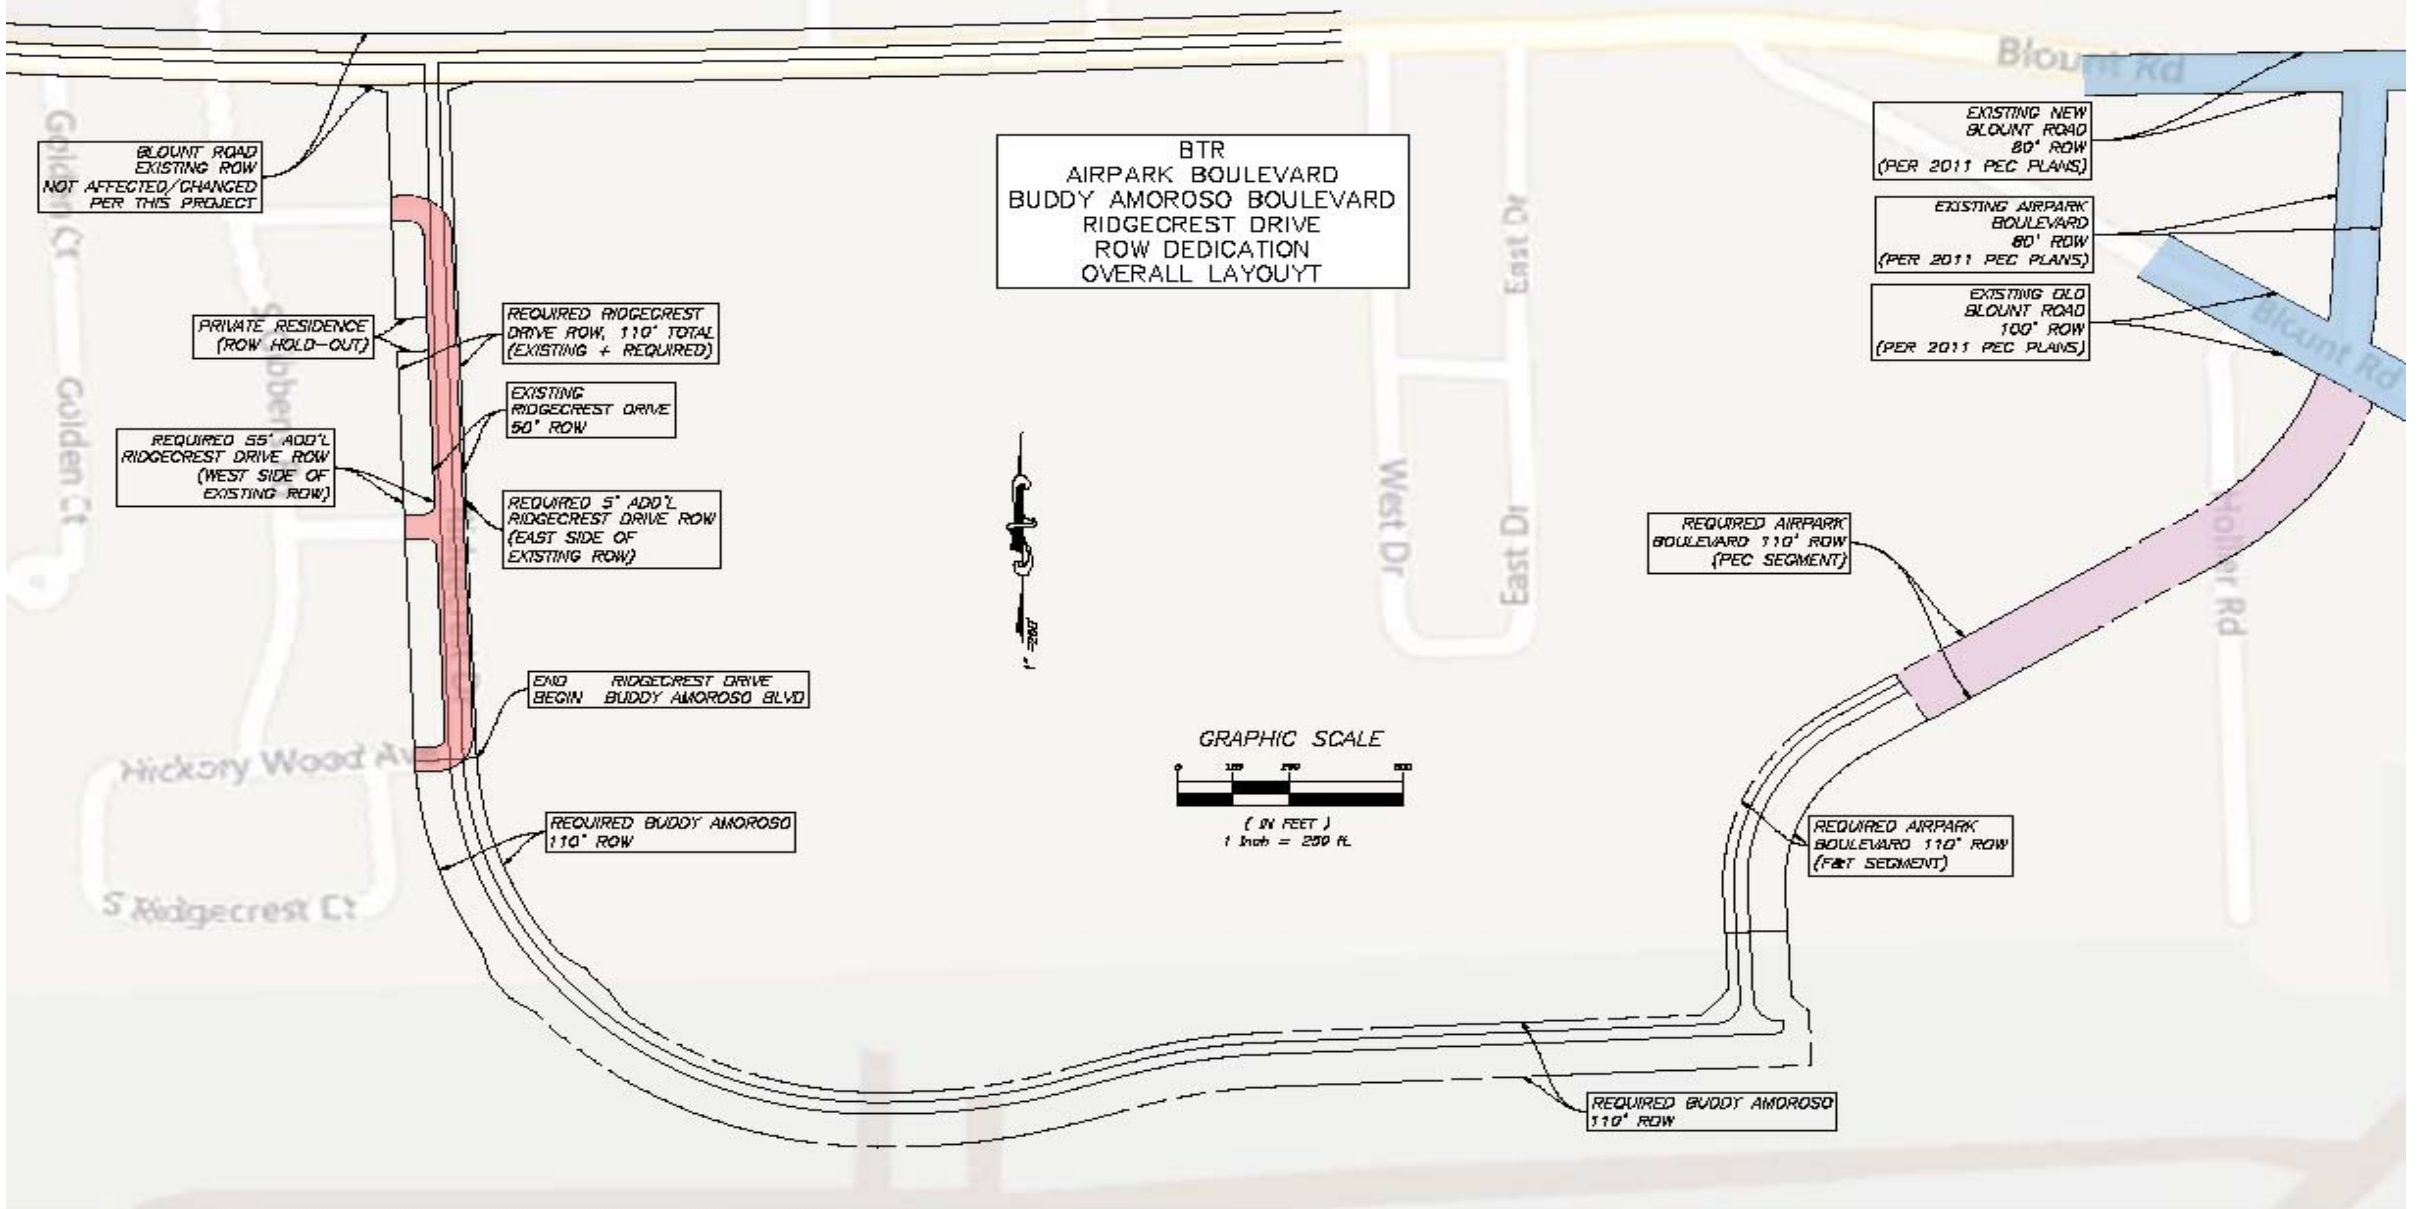 Blount Rd
BLOUNT ROAD
EXISTING ROW
NOT AFFECTED/CHANGED
PER THIS PROJECT
BTR
AIRPARK BOULEVARD
BUDDY AMOROSO BOULEVARD
RIDGECREST DRIVE
ROW DEDICATION
OVERALL LAYOUYT
EXISTING NEW
BLOUNT ROAD
80' ROW
(PER 2011 PEC PLANS)
EXISTING AIRPARK
BOULEVARD
80' ROW
(PER 2011 PEC PLANS)
EXISTING OLD
BLOUNT ROAD
100' ROW
(PER 2011 PEC PLANS)
Blount Rd
Golden Ct
Golden Ct
East Dr
East Dr
West Dr
PRIVATE RESIDENCE
(ROW HOLD-OUT)
REQUIRED RIDGECREST
DRIVE ROW, 110' TOTAL
(EXISTING + REQUIRED)
EXISTING
RIDGECREST DRIVE
50' ROW
REQUIRED 55' ADD'L
RIDGECREST DRIVE ROW
(WEST SIDE OF
EXISTING ROW)
REQUIRED 5' ADD'L
RIDGECREST DRIVE ROW
(EAST SIDE OF
EXISTING ROW)
REQUIRED AIRPARK
BOULEVARD 110' ROW
(PEC SEGMENT)
1"=250'
END RIDGECREST DRIVE
BEGIN BUDDY AMOROSO BLVD
Hickory Wood Av
GRAPHIC SCALE
0
500
( IN FEET )
1 inch = 250 ft.
REQUIRED BUDDY AMOROSO
110' ROW
REQUIRED AIRPARK
BOULEVARD 110' ROW
(F&T SEGMENT)
S Ridgecrest Ct
REQUIRED BUDDY AMOROSO
110' ROW